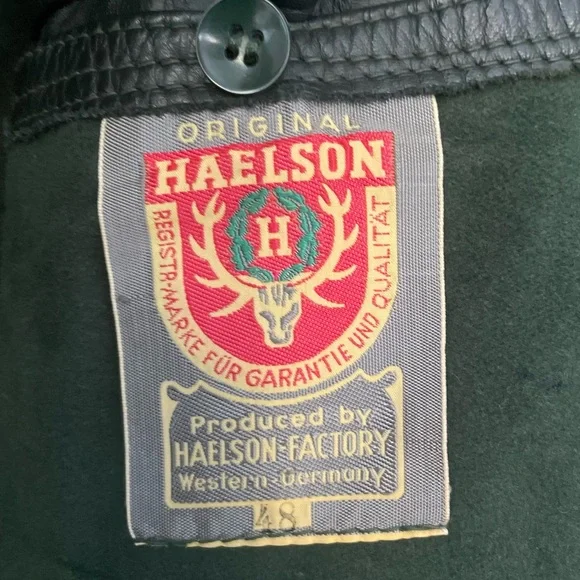 ORIGINAL
HAELSON
H
REGISTR-MARKE FÜR GARANTIE UND QUALITÄT
Produced by
HAELSON-FACTORY
Western-Germany
48